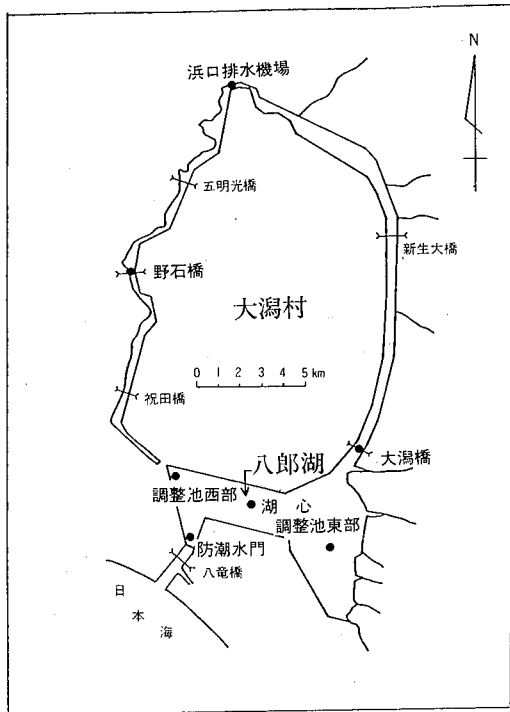 浜口排水機場
N
五明光橋
新生大橋
野石橋
大潟村
0 1 2 3 4 5 km
祝田橋
大潟橋
八郎湖
調整池西部
湖心
調整池東部
防潮水門
八竜橋
日本海